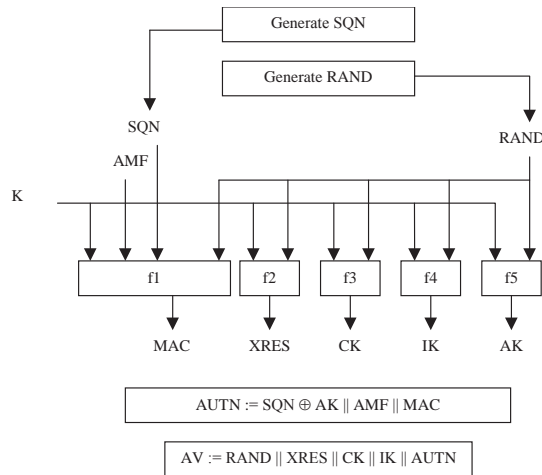 Generate SQN
Generate RAND
SQN
RAND
AMF
K
f1
f2
f3
f4
f5
MAC
XRES
CK
IK
AK
AUTN := SQN ⊕ AK || AMF || MAC
AV := RAND || XRES || CK || IK || AUTN